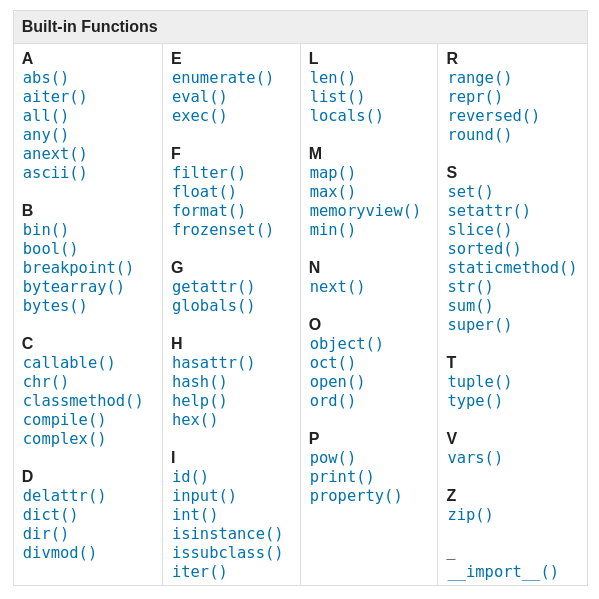 Built-in Functions
A
abs()
aiter()
all()
any()
anext()
ascii()
B
bin()
bool()
breakpoint()
bytearray()
bytes()
C
callable()
chr()
classmethod()
compile()
complex()
D
delattr()
dict()
dir()
divmod()
E
enumerate()
eval()
exec()
F
filter()
float()
format()
frozenset()
G
getattr()
globals()
H
hasattr()
hash()
help()
hex()
I
id()
input()
int()
isinstance()
issubclass()
iter()
L
len()
list()
locals()
M
map()
max()
memoryview()
min()
N
next()
O
object()
oct()
open()
ord()
P
pow()
print()
property()
R
range()
repr()
reversed()
round()
S
set()
setattr()
slice()
sorted()
staticmethod()
str()
sum()
super()
T
tuple()
type()
V
vars()
Z
zip()
_
__import__()